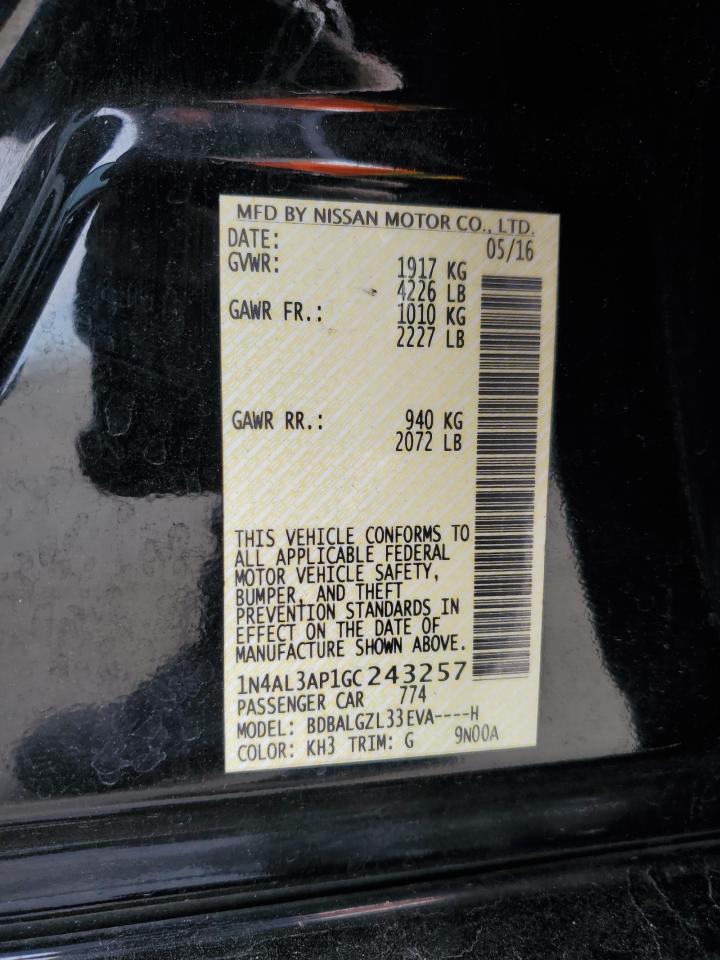 MFD BY NISSAN MOTOR CO., LTD.
DATE: 05/16
GVWR: 1917 KG
4226 LB
GAWR FR.: 1010 KG
2227 LB
GAWR RR.: 940 KG
2072 LB
THIS VEHICLE CONFORMS TO
ALL APPLICABLE FEDERAL
MOTOR VEHICLE SAFETY,
BUMPER, AND THEFT
PREVENTION STANDARDS IN
EFFECT ON THE DATE OF
MANUFACTURE SHOWN ABOVE.
1N4AL3AP1GC243257
PASSENGER CAR 774
MODEL: BDBALGZL33EVA----H
COLOR: KH3 TRIM: G 9N00A